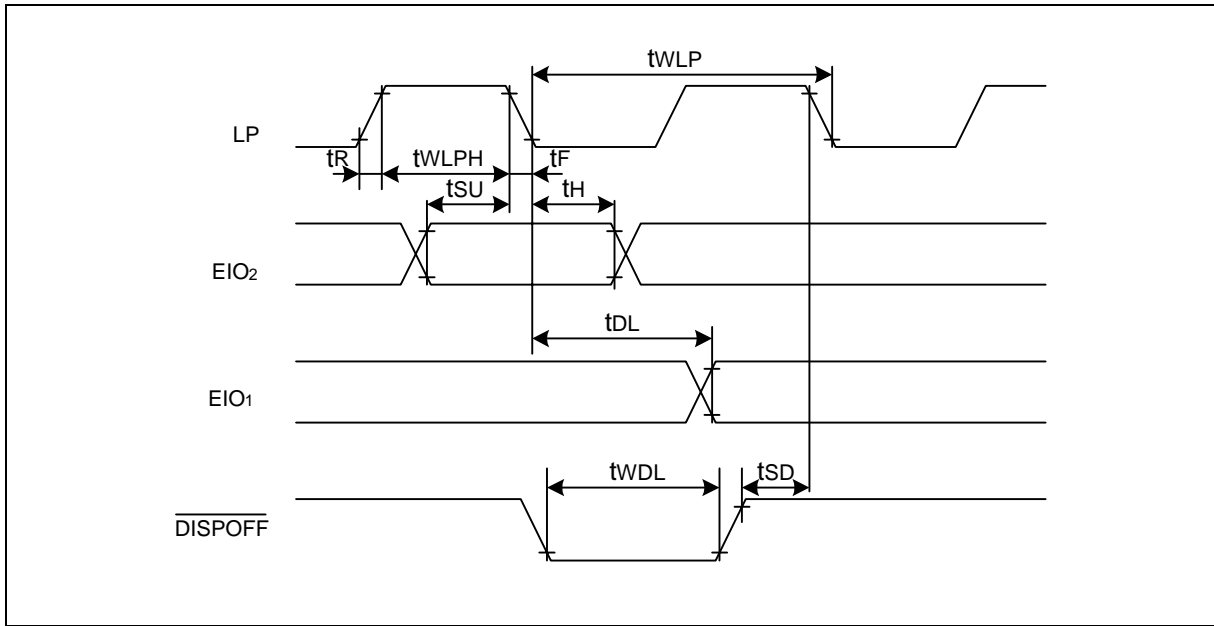 tWLP
LP
tR tWLPH tF
tSU tH
EIO2
tDL
EIO1
tWDL tSD
DISPOFF